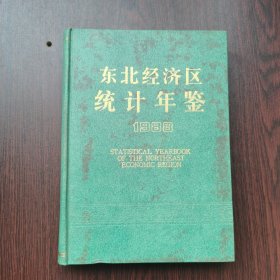 东北经济区
统计年鉴
1988
STATISTICAL YEARBOOK
OF THE NORTHEAST
ECONOMIC REGION